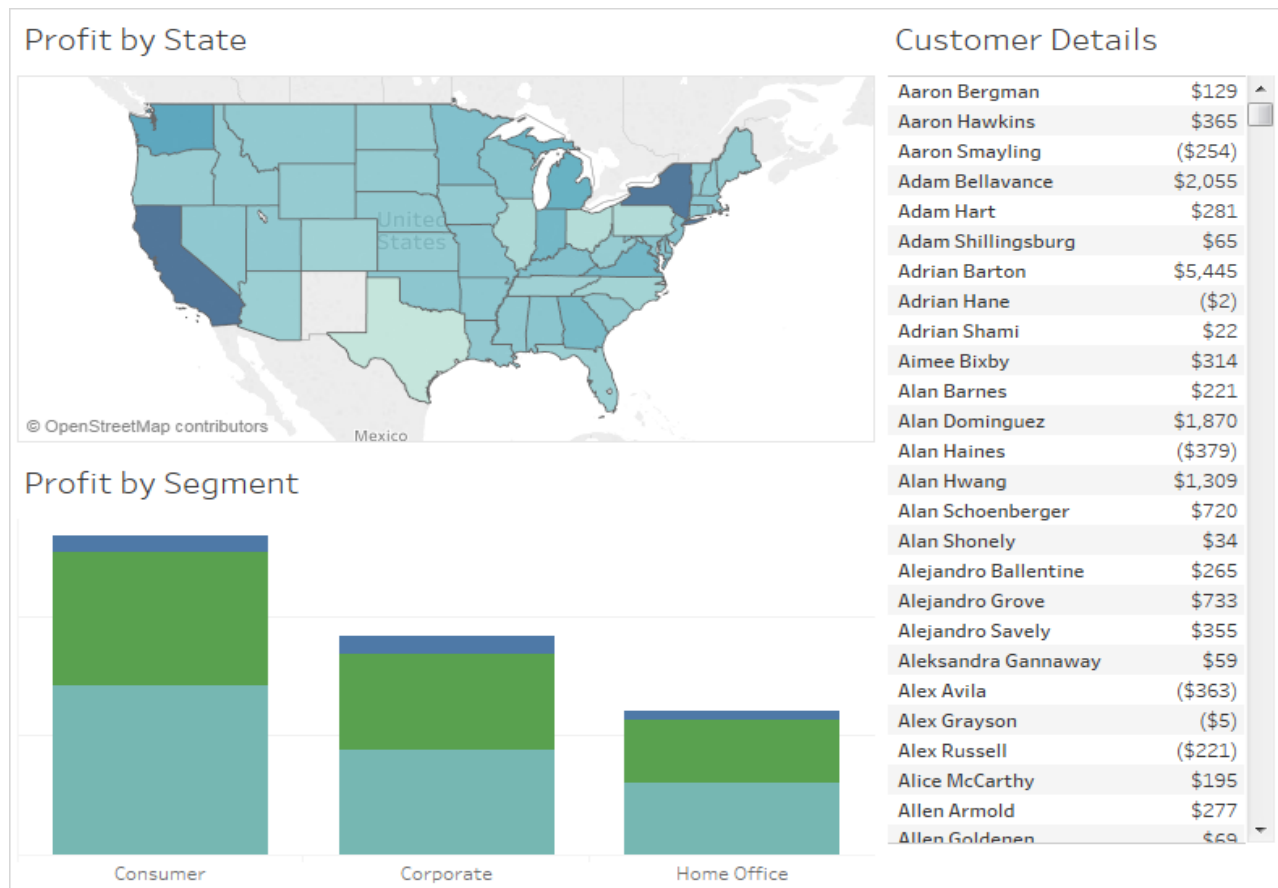 Profit by State
United
States
© OpenStreetMap contributors
Mexico
Profit by Segment
Consumer
Corporate
Home Office
Customer Details
Aaron Bergman $129
Aaron Hawkins $365
Aaron Smayling ($254)
Adam Bellavance $2,055
Adam Hart $281
Adam Shillingsburg $65
Adrian Barton $5,445
Adrian Hane ($2)
Adrian Shami $22
Aimee Bixby $314
Alan Barnes $221
Alan Dominguez $1,870
Alan Haines ($379)
Alan Hwang $1,309
Alan Schoenberger $720
Alan Shonely $34
Alejandro Ballentine $265
Alejandro Grove $733
Alejandro Savely $355
Aleksandra Gannaway $59
Alex Avila ($363)
Alex Grayson ($5)
Alex Russell ($221)
Alice McCarthy $195
Allen Armold $277
Allen Goldenen $69